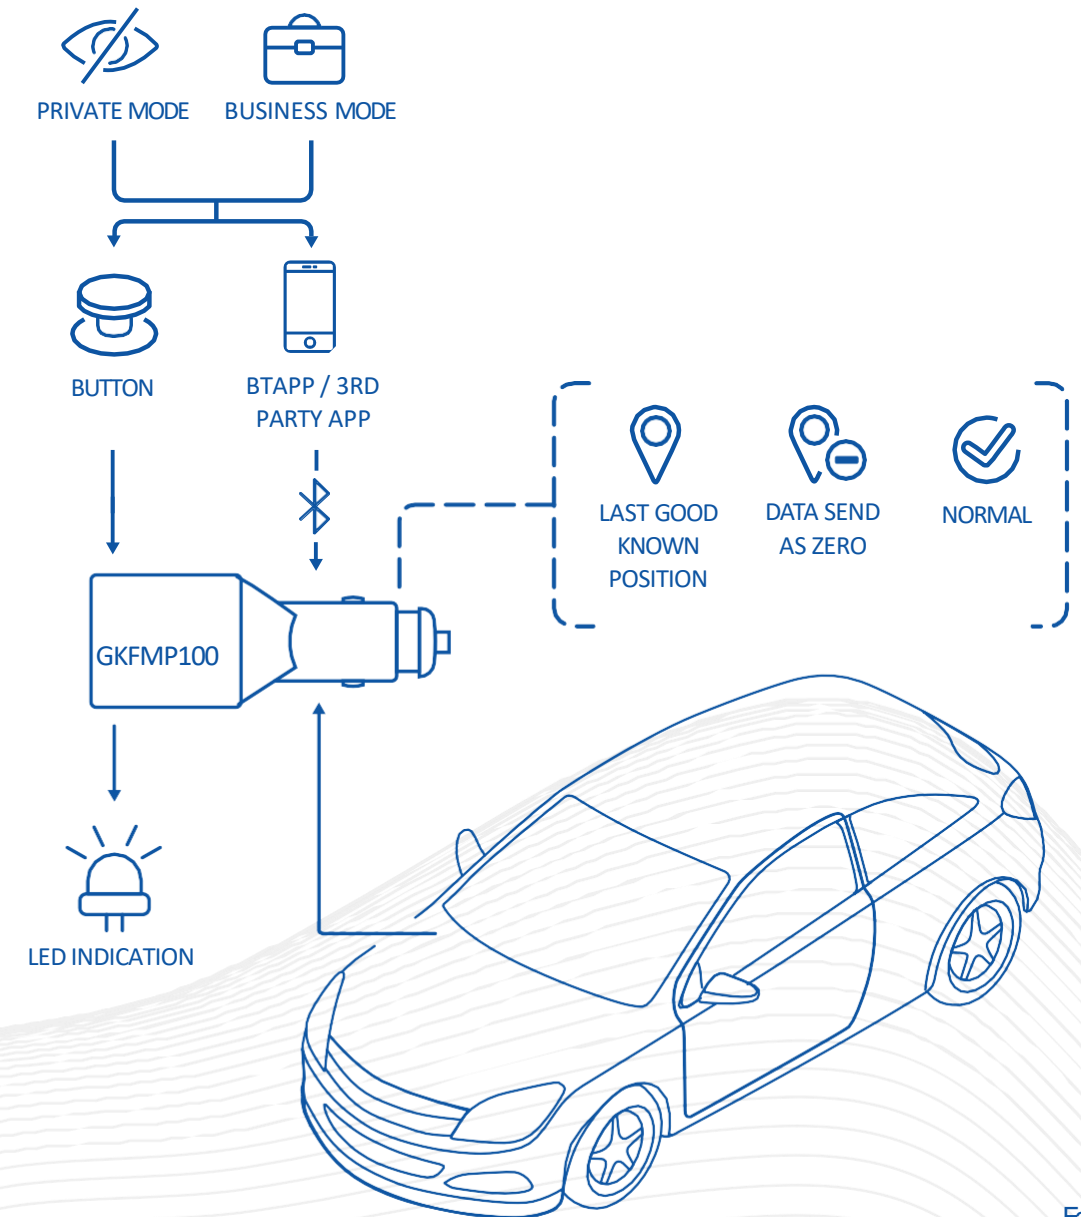 PRIVATE MODE
BUSINESS MODE
BUTTON
BTAPP / 3RD
PARTY APP
LAST GOOD
KNOWN
POSITION
DATA SEND
AS ZERO
NORMAL
GKFMP100
LED INDICATION